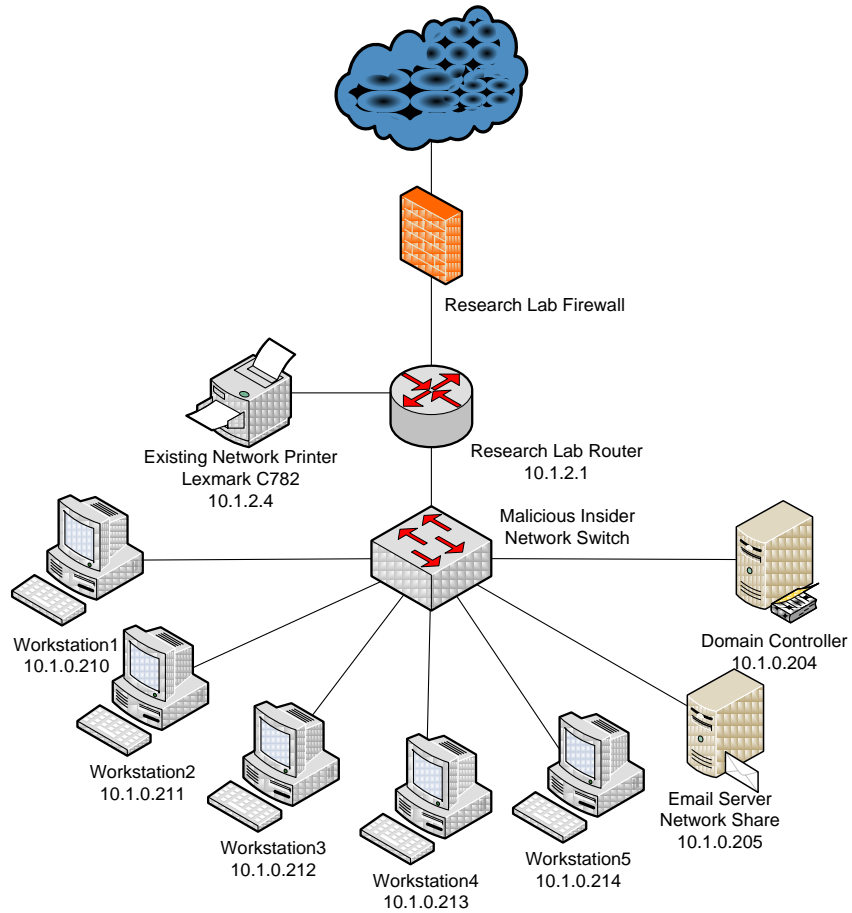 Research Lab Firewall
Existing Network Printer
Lexmark C782
10.1.2.4
Research Lab Router
10.1.2.1
Malicious Insider
Network Switch
Workstation1
10.1.0.210
Domain Controller
10.1.0.204
Workstation2
10.1.0.211
Workstation3
10.1.0.212
Workstation4
10.1.0.213
Workstation5
10.1.0.214
Email Server
Network Share
10.1.0.205